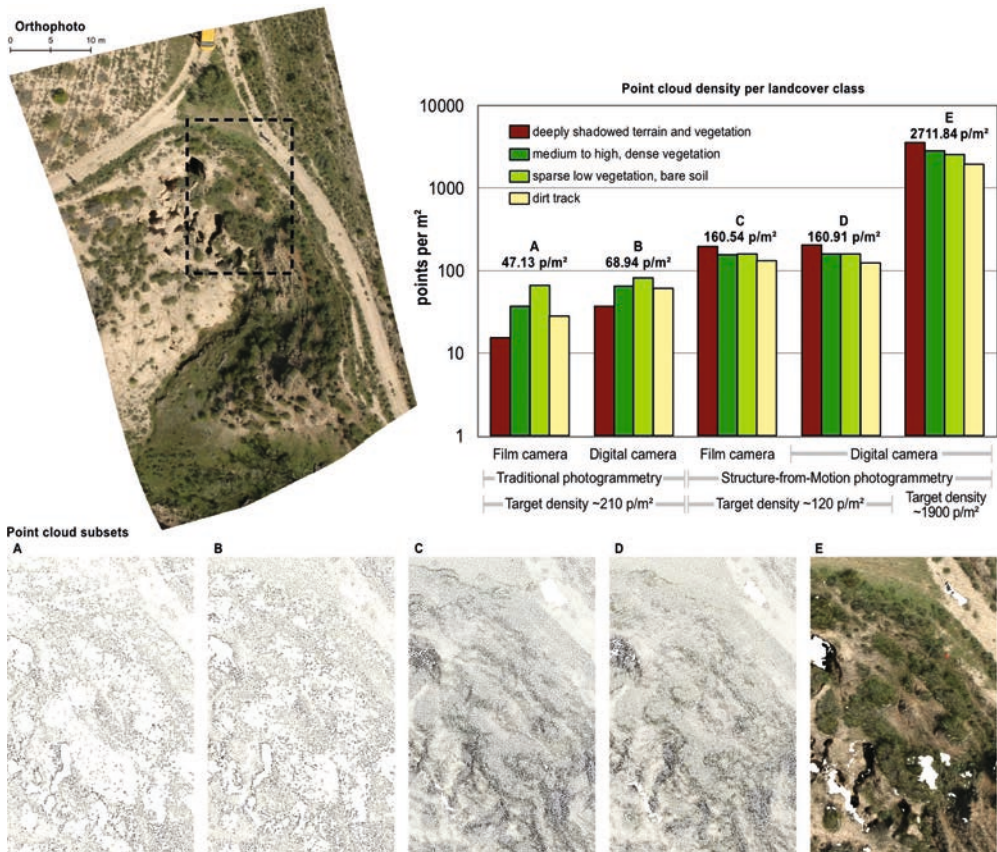 Orthophoto
0 5 10 m
Point cloud density per landcover class
10000
1000
100
10
1
points per m²
deeply shadowed terrain and vegetation
medium to high, dense vegetation
sparse low vegetation, bare soil
dirt track
A
47.13 p/m²
B
68.94 p/m²
C
160.54 p/m²
D
160.91 p/m²
E
2711.84 p/m²
Film camera
Digital camera
Film camera
Digital camera
Traditional photogrammetry
Structure-from-Motion photogrammetry
Target density ~210 p/m²
Target density ~120 p/m²
Target density
~1900 p/m²
Point cloud subsets
A
B
C
D
E